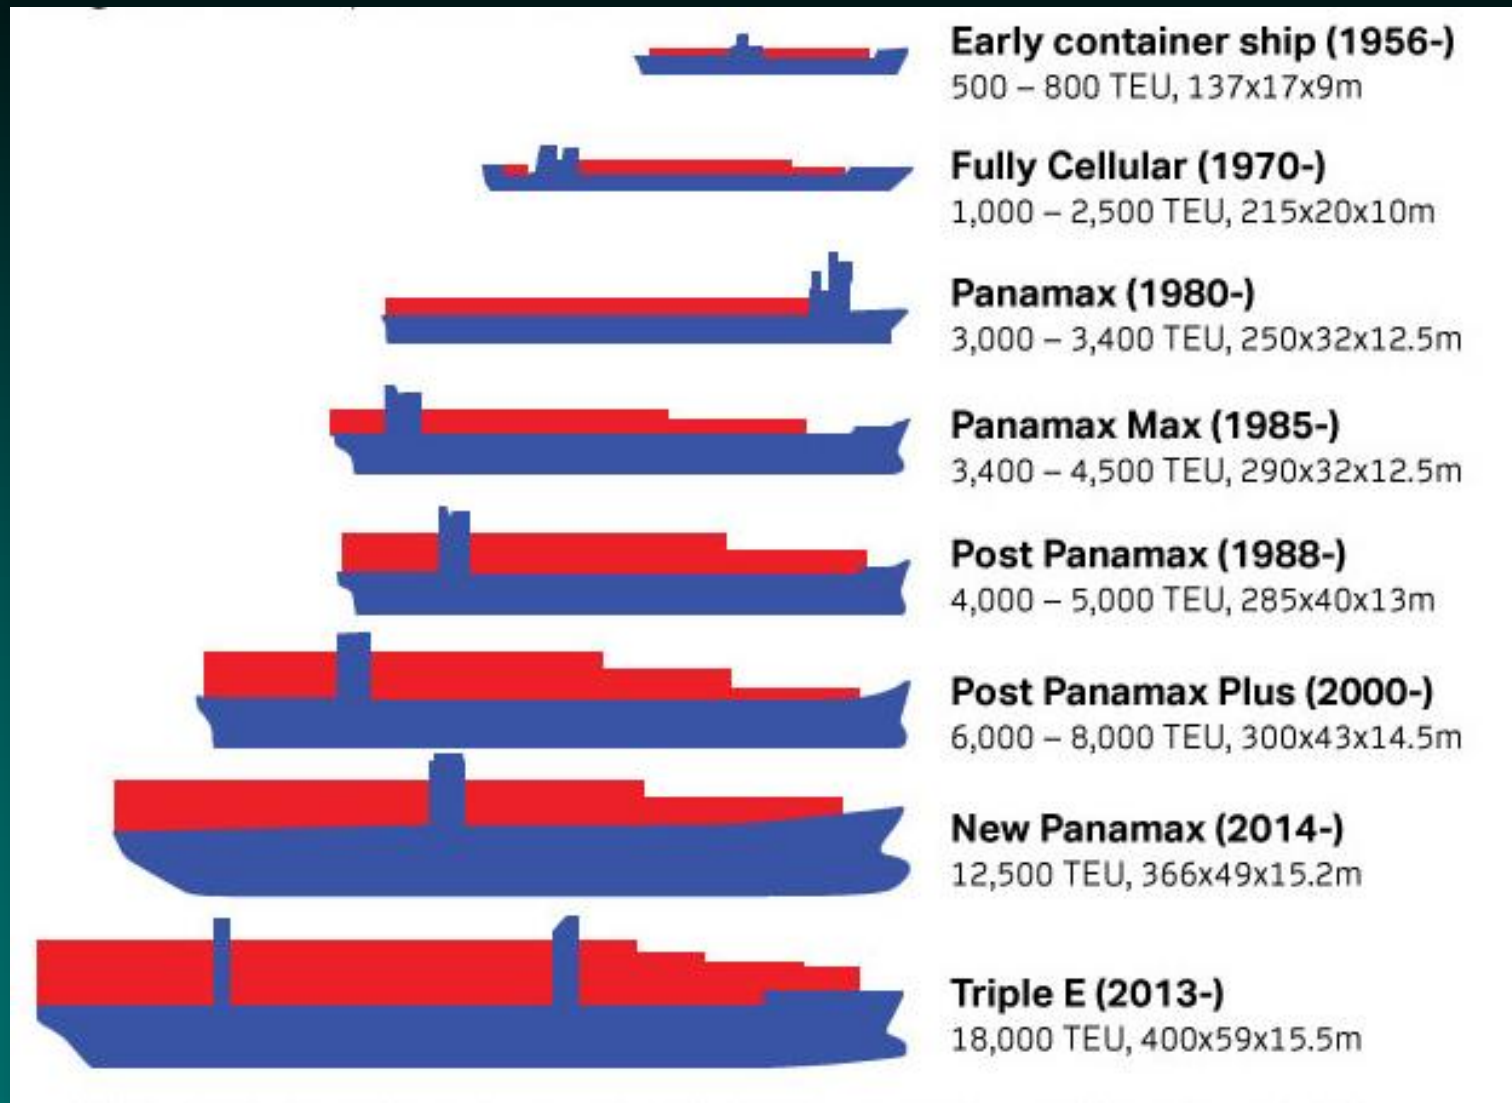 Early container ship (1956-)
500 – 800 TEU, 137x17x9m
Fully Cellular (1970-)
1,000 – 2,500 TEU, 215x20x10m
Panamax (1980-)
3,000 – 3,400 TEU, 250x32x12.5m
Panamax Max (1985-)
3,400 – 4,500 TEU, 290x32x12.5m
Post Panamax (1988-)
4,000 – 5,000 TEU, 285x40x13m
Post Panamax Plus (2000-)
6,000 – 8,000 TEU, 300x43x14.5m
New Panamax (2014-)
12,500 TEU, 366x49x15.2m
Triple E (2013-)
18,000 TEU, 400x59x15.5m